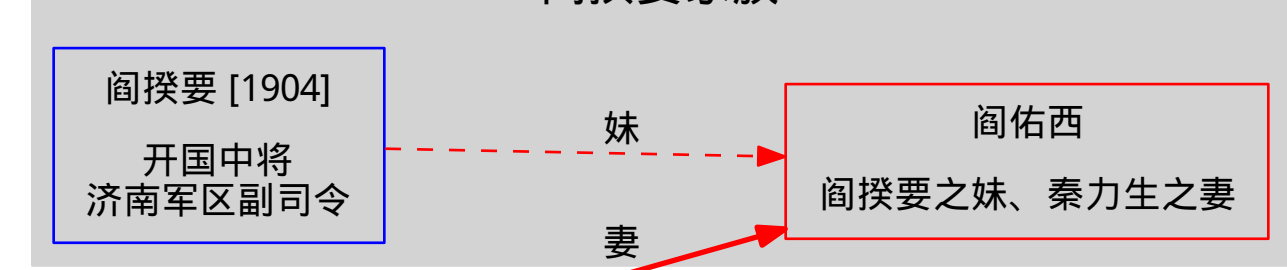 阎揆要 [1904]
开国中将
济南军区副司令
妹
阎佑西
阎揆要之妹、秦力生之妻
妻